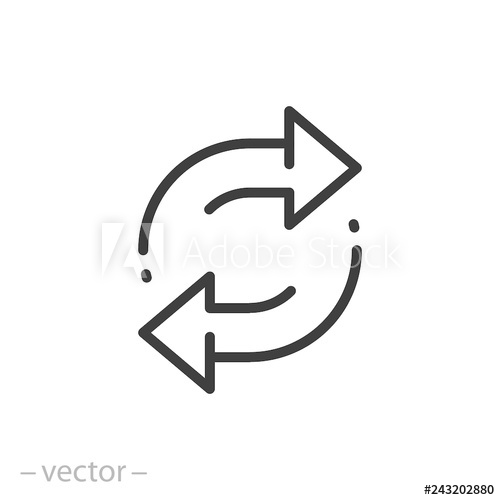 Adobe Stock
– vector –
#243202880